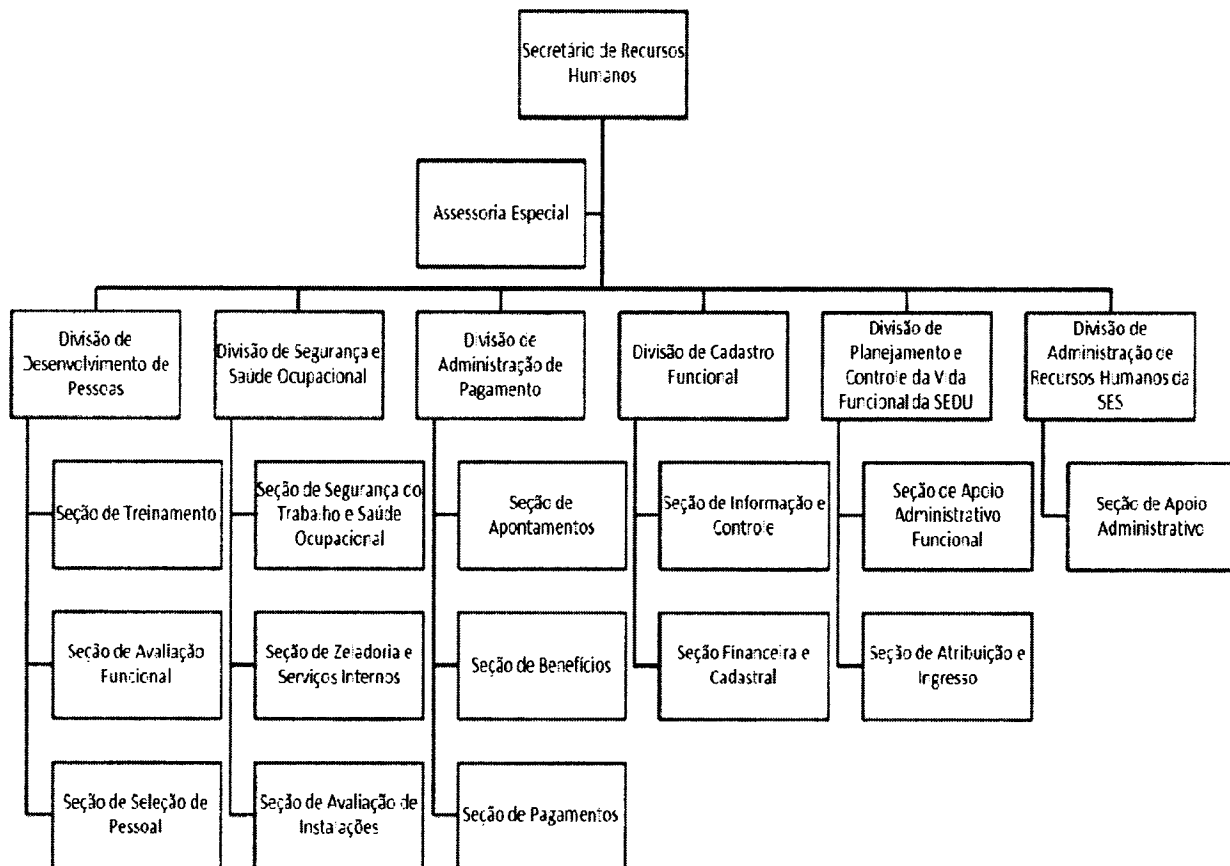 Secretário de Recursos
Humanos
Assessoria Especial
Divisão de
Desenvolvimento de
Pessoas
Divisão de Segurança e
Saúde Ocupacional
Divisão de
Administração de
Pagamento
Divisão de Cadastro
Funcional
Divisão de
Planejamento e
Controle da Vida
Funcional da SEDU
Divisão de
Administração de
Recursos Humanos da
SES
Seção de Treinamento
Seção de Segurança do
Trabalho e Saúde
Ocupacional
Seção de
Apontamentos
Seção de Informação e
Controle
Seção de Apoio
Administrativo
Funcional
Seção de Apoio
Administrativo
Seção de Avaliação
Funcional
Seção de Zeladoria e
Serviços Internos
Seção de Benefícios
Seção Financeira e
Cadastral
Seção de Atribuição e
Ingresso
Seção de Seleção de
Pessoal
Seção de Avaliação de
Instalações
Seção de Pagamentos